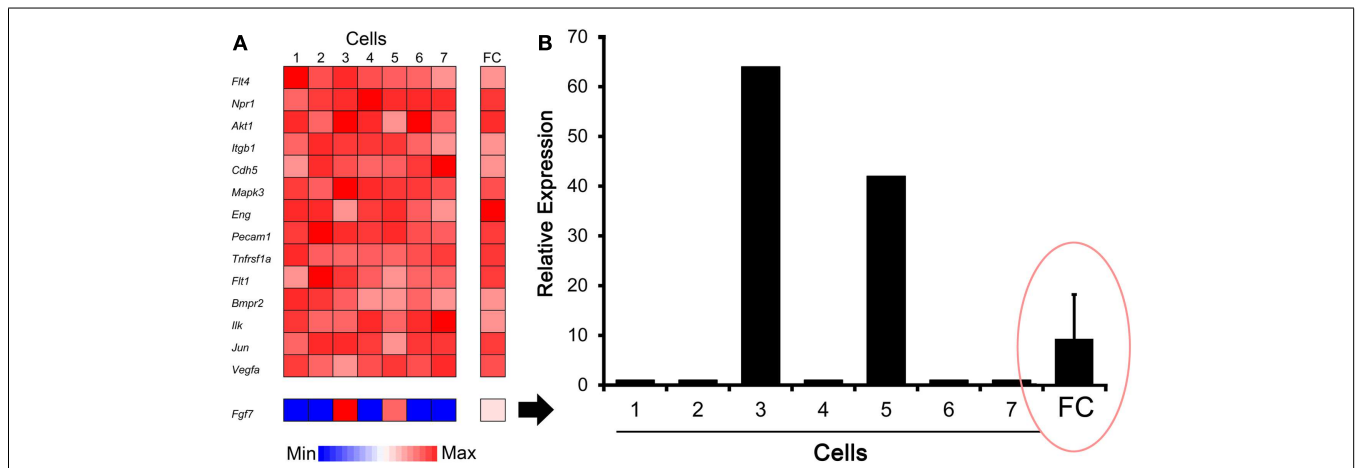 A
Cells
1 2 3 4 5 6 7 FC
Flt4
Npr1
Akt1
Itgb1
Cdh5
Mapk3
Eng
Pecam1
Tnfrsf1a
Flt1
Bmpr2
Ilk
Jun
Vegfa
Fgf7
Min Max
B
Relative Expression
70
60
50
40
30
20
10
0
1 2 3 4 5 6 7 FC
Cells